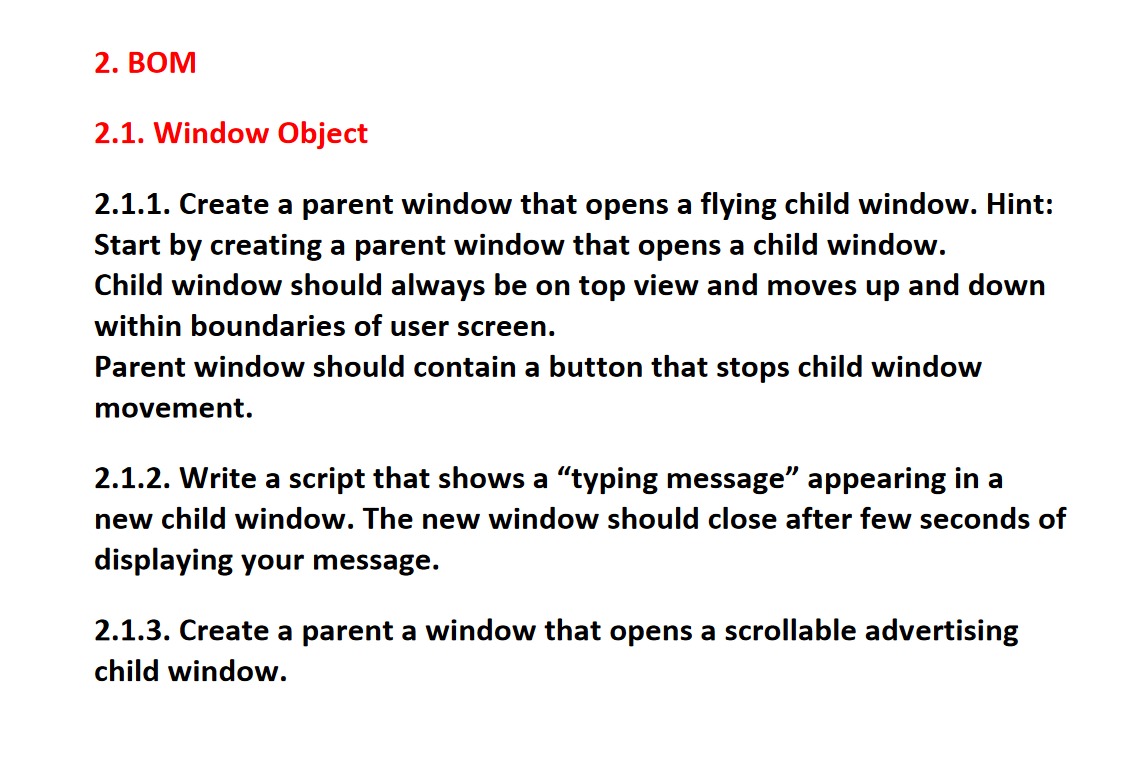 2. BOM
2.1. Window Object
2.1.1. Create a parent window that opens a flying child window. Hint:
Start by creating a parent window that opens a child window.
Child window should always be on top view and moves up and down
within boundaries of user screen.
Parent window should contain a button that stops child window
movement.
2.1.2. Write a script that shows a “typing message” appearing in a
new child window. The new window should close after few seconds of
displaying your message.
2.1.3. Create a parent a window that opens a scrollable advertising
child window.